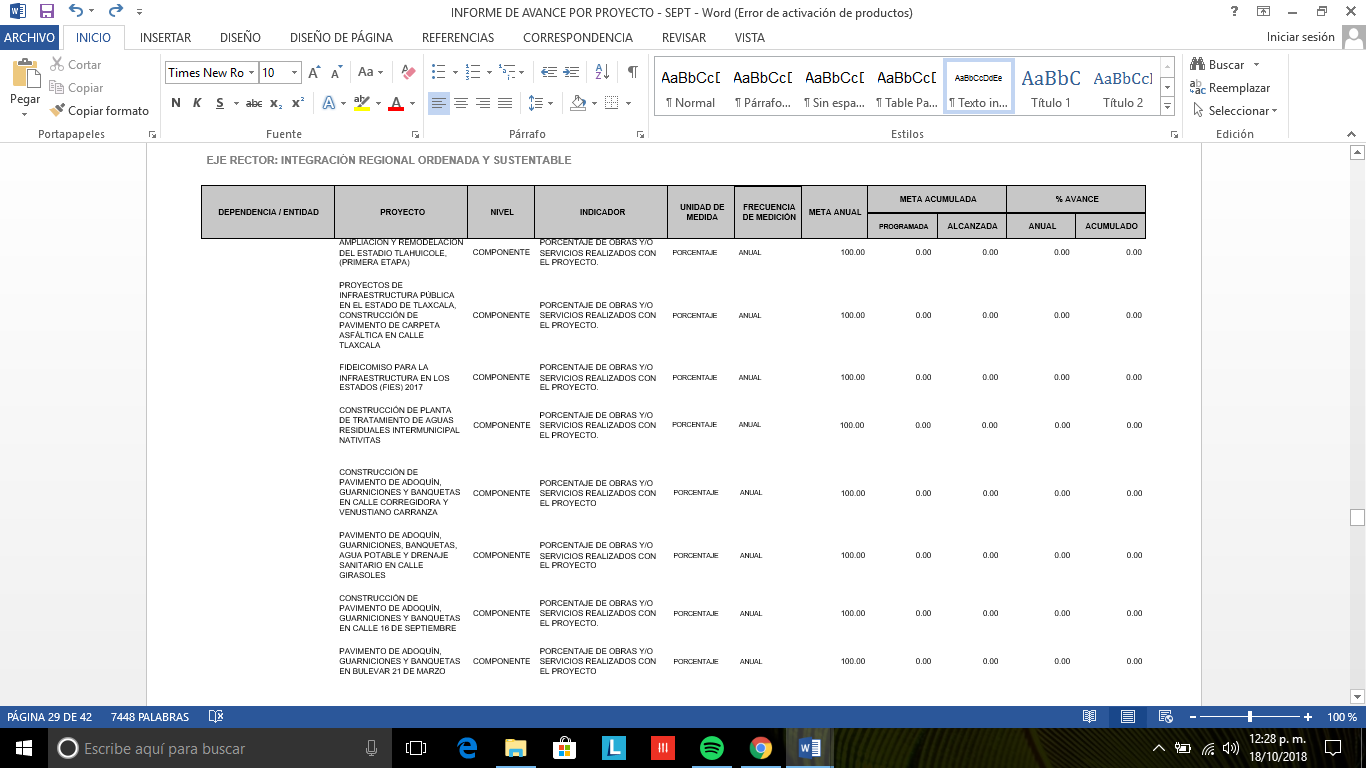 INFORME DE AVANCE POR PROYECTO - SEPT - Word (Error de activación de productos)
ARCHIVO INICIO INSERTAR DISEÑO DISEÑO DE PÁGINA REFERENCIAS CORRESPONDENCIA REVISAR VISTA Iniciar sesión
Pegar
Cortar
Copiar
Copiar formato
Portapapeles
Times New Ro 10
Aa
N K S abc x₂ x²
Fuente
Párrafo
AaBbCcI AaBbCcD AaBbCcD AaBbCcD AaBbCcDdEe AaBbC AaBbCcI
¶ Normal ¶ Párrafo... ¶ Sin espa... ¶ Table Pa... ¶ Texto in... Título 1 Título 2
Estilos
Buscar
Reemplazar
Seleccionar
Edición
EJE RECTOR: INTEGRACIÓN REGIONAL ORDENADA Y SUSTENTABLE
DEPENDENCIA / ENTIDAD
PROYECTO
NIVEL
INDICADOR
UNIDAD DE
MEDIDA
FRECUENCIA
DE MEDICIÓN
META ANUAL
META ACUMULADA
PROGRAMADA ALCANZADA
% AVANCE
ANUAL ACUMULADO
AMPLIACIÓN Y REMODELACIÓN
DEL ESTADIO TLAHUICOLE,
(PRIMERA ETAPA)
COMPONENTE
PORCENTAJE DE OBRAS Y/O
SERVICIOS REALIZADOS CON
EL PROYECTO.
PORCENTAJE ANUAL 100.00 0.00 0.00 0.00 0.00
PROYECTOS DE
INFRAESTRUCTURA PÚBLICA
EN EL ESTADO DE TLAXCALA,
CONSTRUCCIÓN DE
PAVIMENTO DE CARPETA
ASFÁLTICA EN CALLE
TLAXCALA
COMPONENTE
PORCENTAJE DE OBRAS Y/O
SERVICIOS REALIZADOS CON
EL PROYECTO.
PORCENTAJE ANUAL 100.00 0.00 0.00 0.00 0.00
FIDEICOMISO PARA LA
INFRAESTRUCTURA EN LOS
ESTADOS (FIES) 2017
COMPONENTE
PORCENTAJE DE OBRAS Y/O
SERVICIOS REALIZADOS CON
EL PROYECTO.
PORCENTAJE ANUAL 100.00 0.00 0.00 0.00 0.00
CONSTRUCCIÓN DE PLANTA
DE TRATAMIENTO DE AGUAS
RESIDUALES INTERMUNICIPAL
NATIVITAS
COMPONENTE
PORCENTAJE DE OBRAS Y/O
SERVICIOS REALIZADOS CON
EL PROYECTO.
PORCENTAJE ANUAL 100.00 0.00 0.00 0.00 0.00
CONSTRUCCIÓN DE
PAVIMENTO DE ADOQUÍN,
GUARNICIONES Y BANQUETAS
EN CALLE CORREGIDORA Y
VENUSTIANO CARRANZA
COMPONENTE
PORCENTAJE DE OBRAS Y/O
SERVICIOS REALIZADOS CON
EL PROYECTO
PORCENTAJE ANUAL 100.00 0.00 0.00 0.00 0.00
PAVIMENTO DE ADOQUÍN,
GUARNICIONES, BANQUETAS,
AGUA POTABLE Y DRENAJE
SANITARIO EN CALLE
GIRASOLES
COMPONENTE
PORCENTAJE DE OBRAS Y/O
SERVICIOS REALIZADOS CON
EL PROYECTO
PORCENTAJE ANUAL 100.00 0.00 0.00 0.00 0.00
CONSTRUCCIÓN DE
PAVIMENTO DE ADOQUÍN,
GUARNICIONES Y BANQUETAS
EN CALLE 16 DE SEPTIEMBRE
COMPONENTE
PORCENTAJE DE OBRAS Y/O
SERVICIOS REALIZADOS CON
EL PROYECTO.
PORCENTAJE ANUAL 100.00 0.00 0.00 0.00 0.00
PAVIMENTO DE ADOQUÍN,
GUARNICIONES Y BANQUETAS
EN BULEVAR 21 DE MARZO
COMPONENTE
PORCENTAJE DE OBRAS Y/O
SERVICIOS REALIZADOS CON
EL PROYECTO
PORCENTAJE ANUAL 100.00 0.00 0.00 0.00 0.00
PÁGINA 29 DE 42 7448 PALABRAS 100 %
Escribe aquí para buscar
12:28 p. m.
18/10/2018